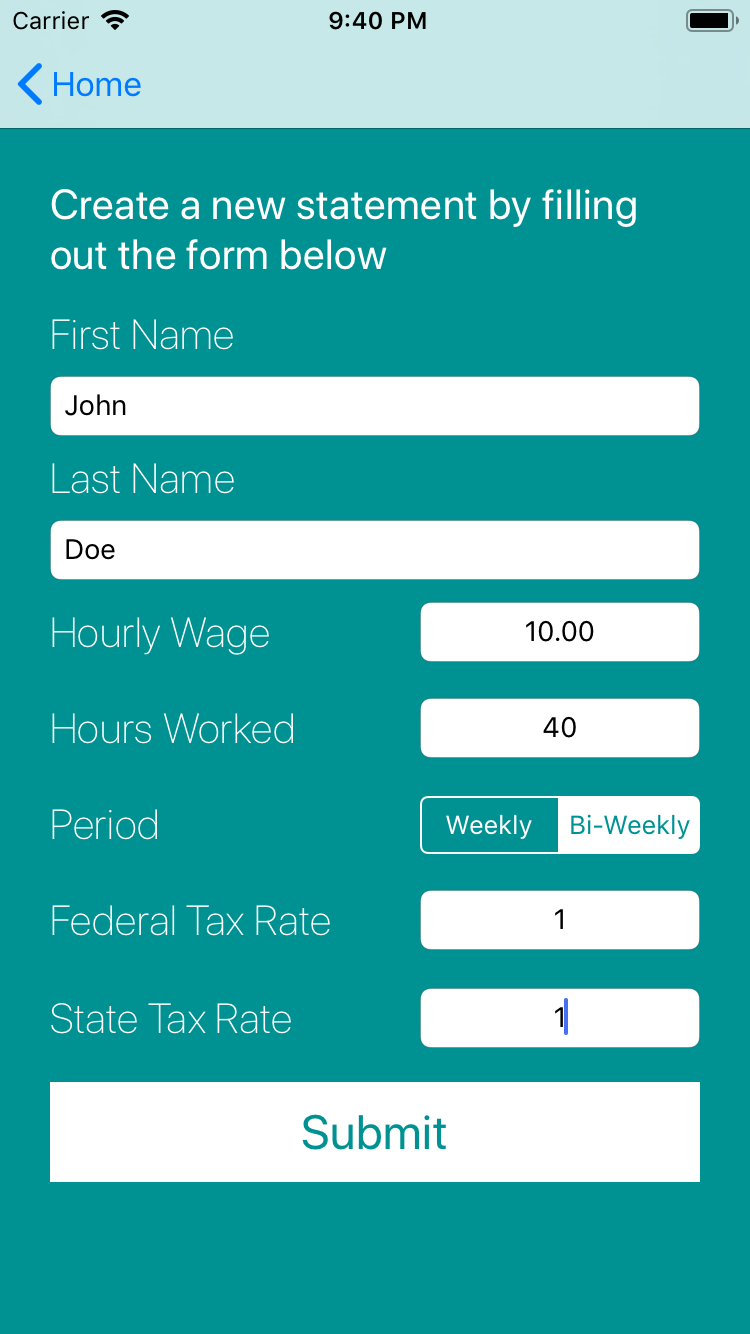 Carrier 9:40 PM
Home
Create a new statement by filling
out the form below
First Name
John
Last Name
Doe
Hourly Wage 10.00
Hours Worked 40
Period Weekly Bi-Weekly
Federal Tax Rate 1
State Tax Rate 1
Submit